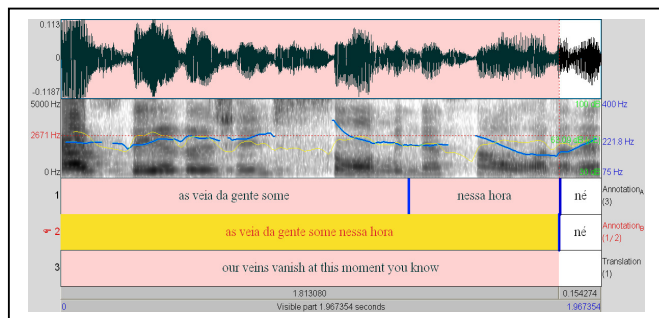 0.113
0
-0.1187
5000 Hz
2671 Hz
0 Hz
400 Hz
221.8 Hz
75 Hz
1 as veia da gente some nessa hora né AnnotationA (3)
2 as veia da gente some nessa hora né AnnotationB (1/2)
3 our veins vanish at this moment you know Translation (1)
1.813080 0.154274
0 Visible part 1.967354 seconds 1.967354